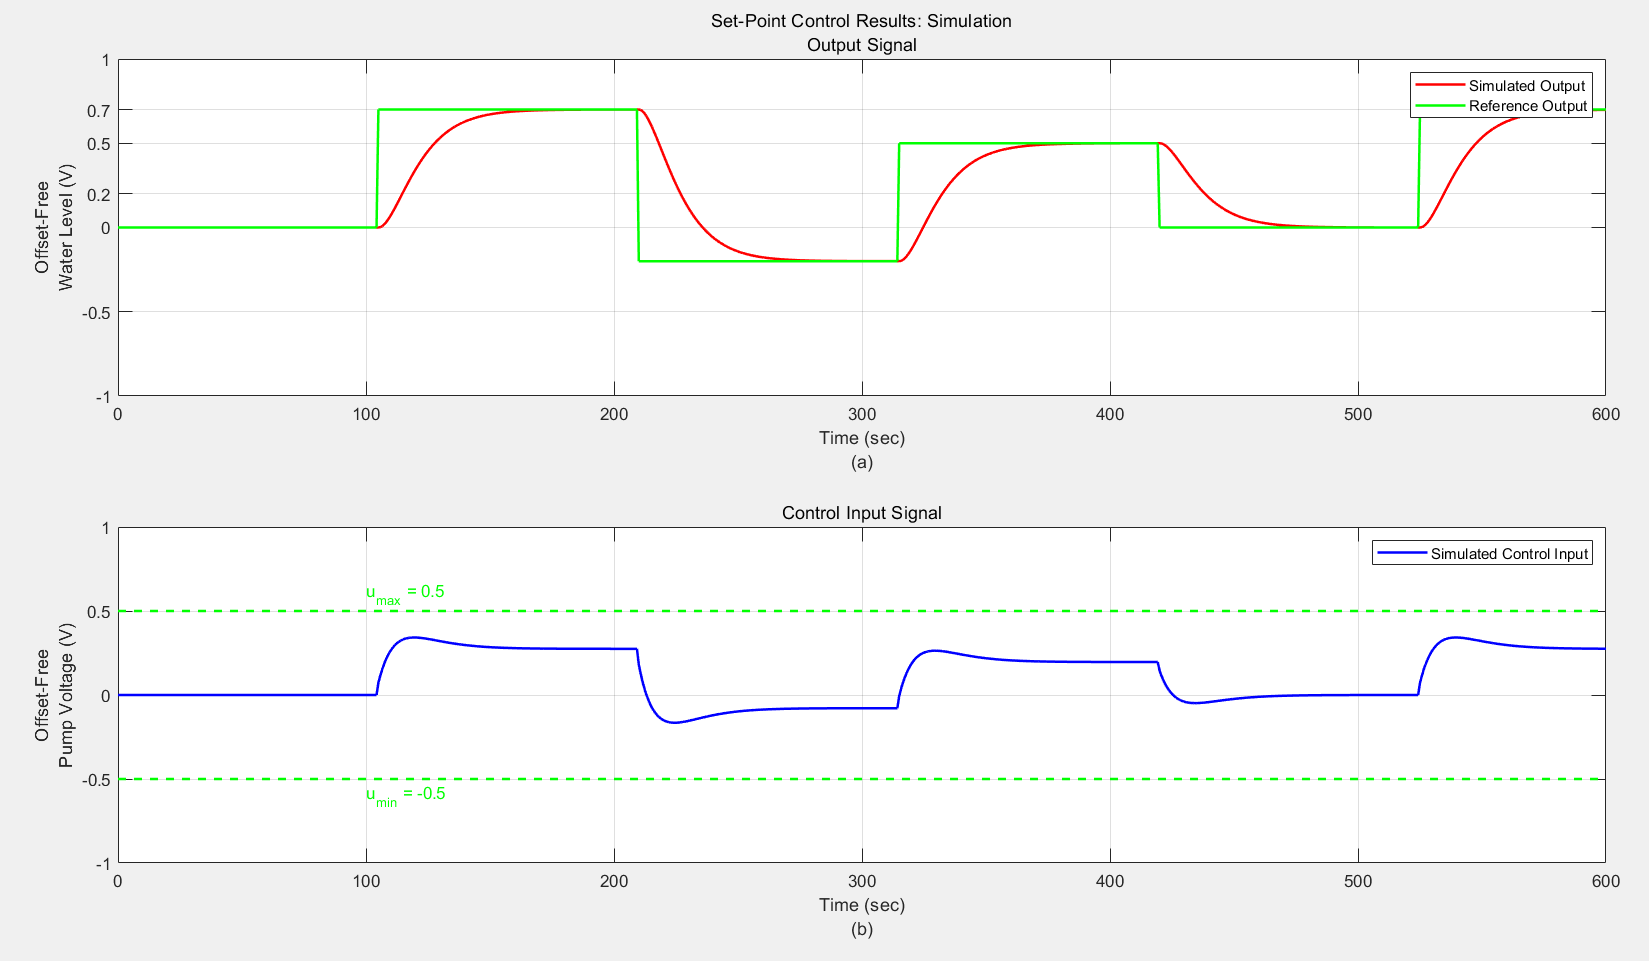 Set-Point Control Results: Simulation
Output Signal
1
0.7
0.5
0.2
0
-0.5
-1
Offset-Free
Water Level (V)
Simulated Output
Reference Output
0 100 200 300 400 500 600
Time (sec)
(a)
Control Input Signal
1
0.5
0
-0.5
-1
Offset-Free
Pump Voltage (V)
Simulated Control Input
umax = 0.5
umin = -0.5
0 100 200 300 400 500 600
Time (sec)
(b)